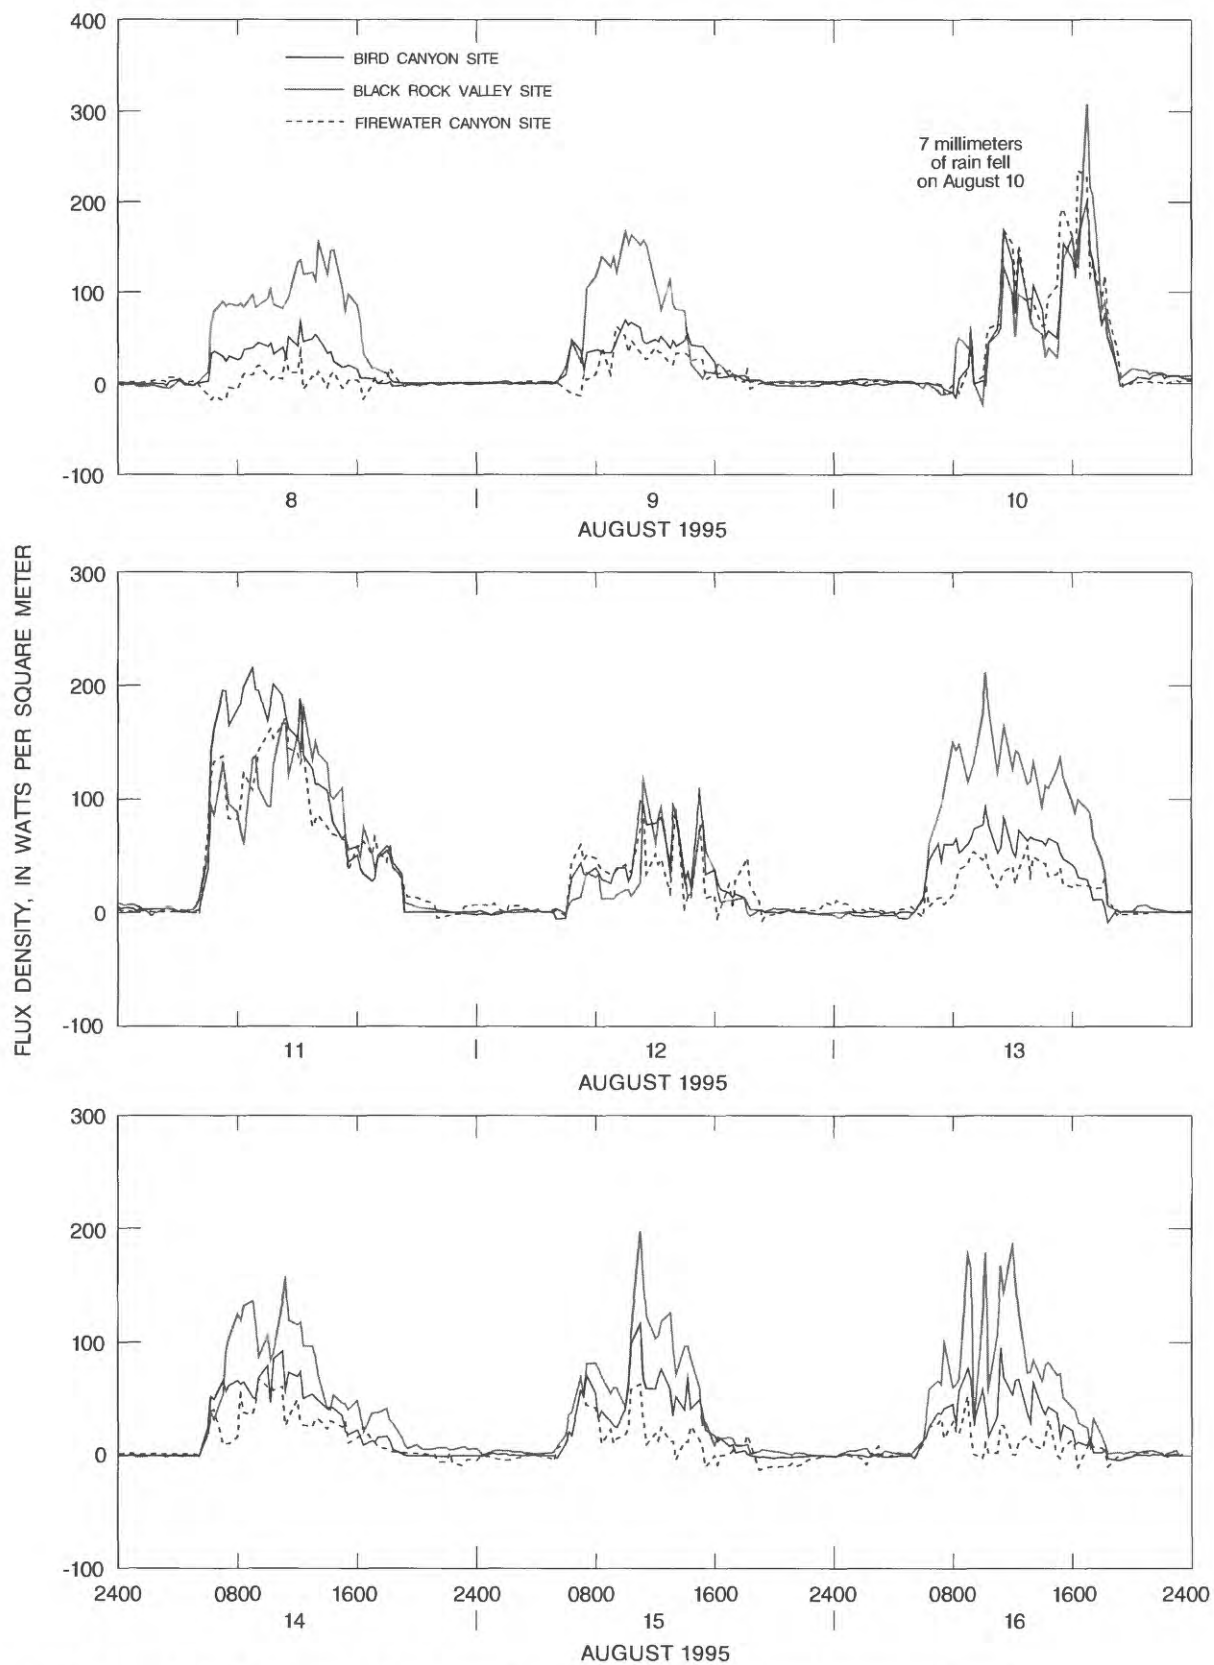 400
300
200
100
0
-100
BIRD CANYON SITE
BLACK ROCK VALLEY SITE
FIREWATER CANYON SITE
7 millimeters
of rain fell
on August 10
8 | 9 | 10
AUGUST 1995
FLUX DENSITY, IN WATTS PER SQUARE METER
300
200
100
0
-100
11 | 12 | 13
AUGUST 1995
300
200
100
0
-100
2400 0800 1600 2400 0800 1600 2400 0800 1600 2400
14 | 15 | 16
AUGUST 1995